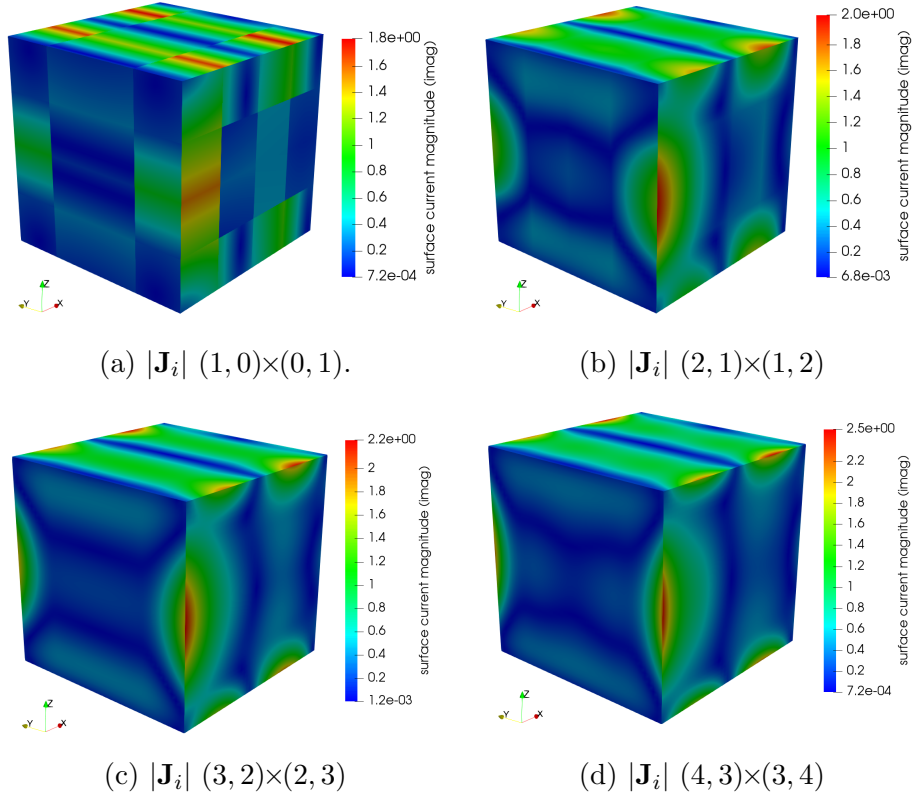 1.8e+00
1.6
1.4
1.2
1
0.8
0.6
0.4
0.2
7.2e-04
surface current magnitude (imag)
Z
Y
X
(a) |J_i| (1, 0)×(0, 1).
2.0e+00
1.8
1.6
1.4
1.2
1
0.8
0.6
0.4
0.2
6.8e-03
surface current magnitude (imag)
Z
Y
X
(b) |J_i| (2, 1)×(1, 2)
2.2e+00
2
1.8
1.6
1.4
1.2
1
0.8
0.6
0.4
0.2
1.2e-03
surface current magnitude (imag)
Z
Y
X
(c) |J_i| (3, 2)×(2, 3)
2.5e+00
2.2
2
1.8
1.6
1.4
1.2
1
0.8
0.6
0.4
0.2
7.2e-04
surface current magnitude (imag)
Z
Y
X
(d) |J_i| (4, 3)×(3, 4)